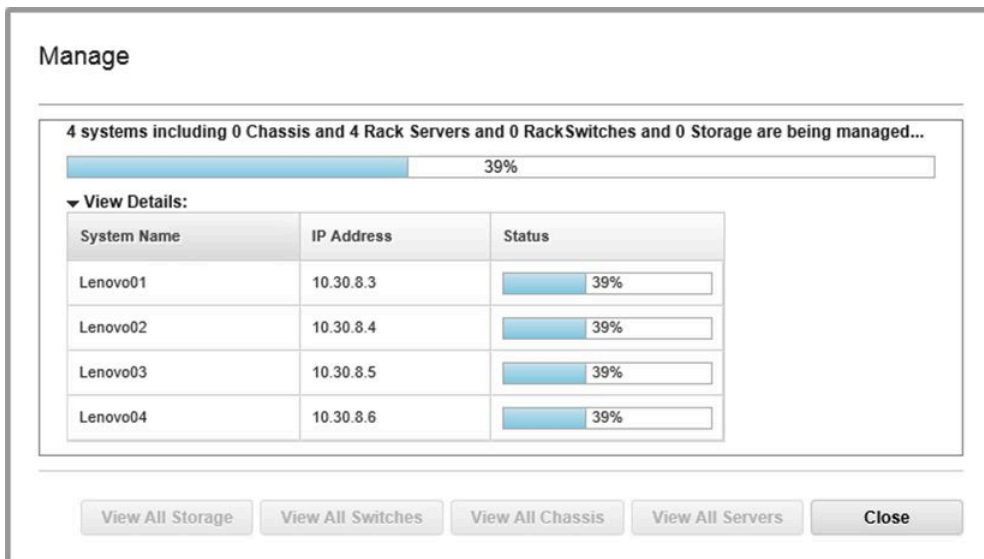 Manage
4 systems including 0 Chassis and 4 Rack Servers and 0 RackSwitches and 0 Storage are being managed...
39%
View Details:
System Name IP Address Status
Lenovo01 10.30.8.3 39%
Lenovo02 10.30.8.4 39%
Lenovo03 10.30.8.5 39%
Lenovo04 10.30.8.6 39%
View All Storage View All Switches View All Chassis View All Servers Close